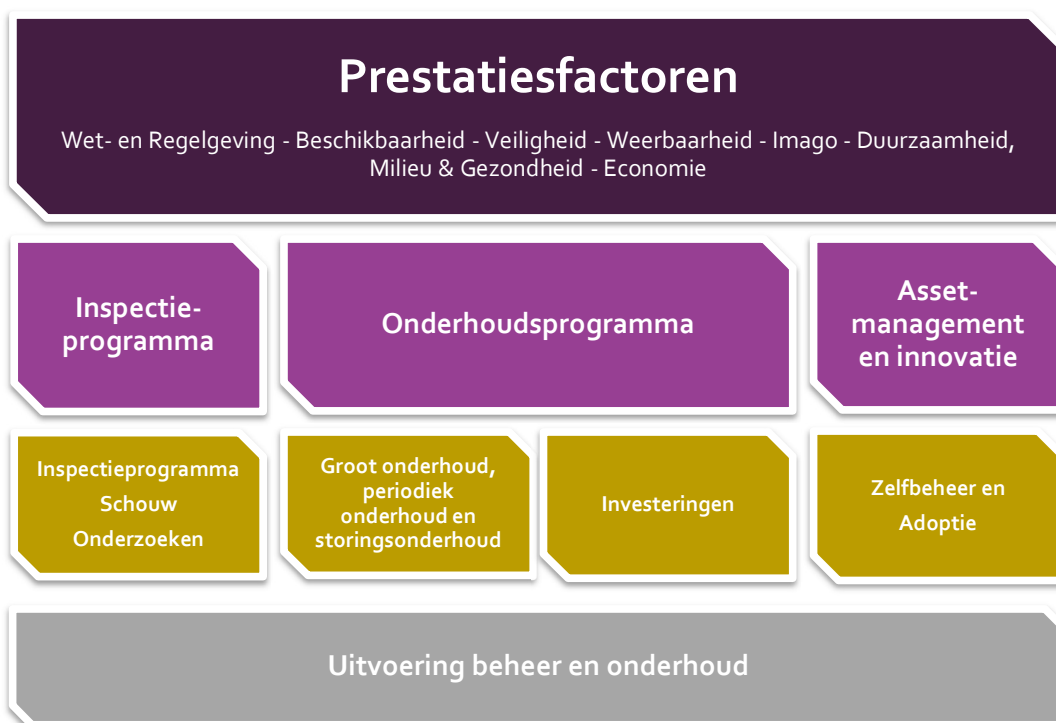 Prestatiesfactoren
Wet- en Regelgeving - Beschikbaarheid - Veiligheid - Weerbaarheid - Imago - Duurzaamheid,
Milieu & Gezondheid - Economie
Inspectie-
programma
Onderhoudsprogramma
Asset-
management
en innovatie
Inspectieprogramma
Schouw
Onderzoeken
Groot onderhoud,
periodiek
onderhoud en
storingsonderhoud
Investeringen
Zelfbeheer en
Adoptie
Uitvoering beheer en onderhoud